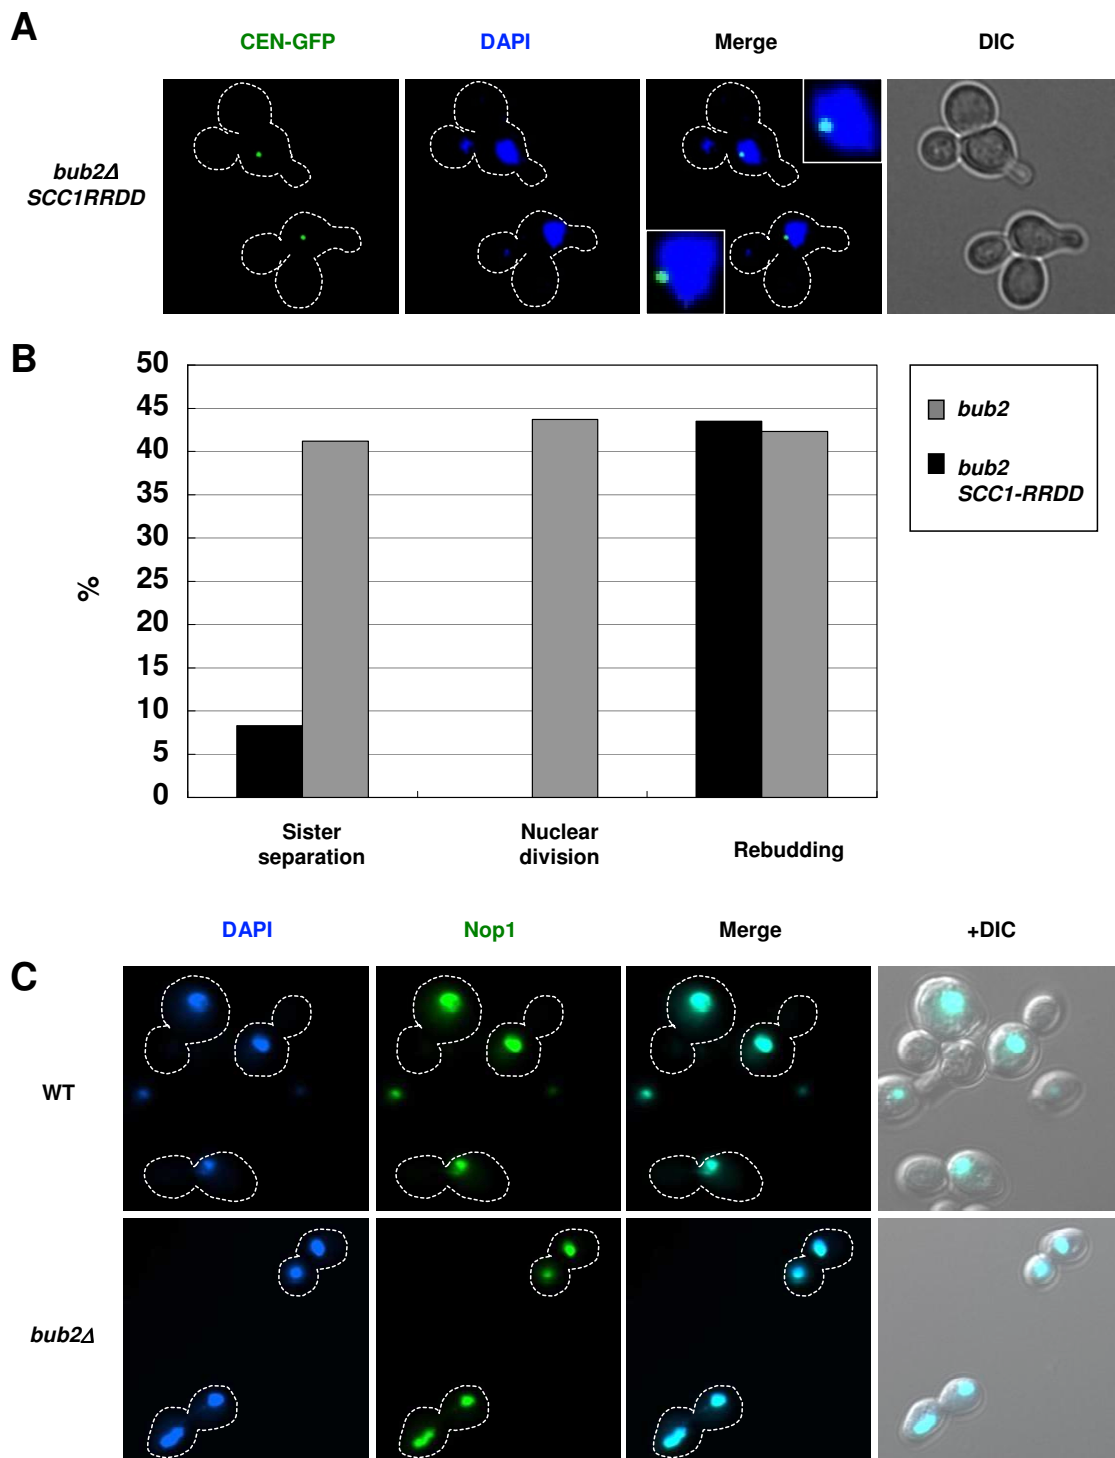 A
CEN-GFP DAPI Merge DIC
bub2Δ
SCC1RRDD
B
50
45
40
35
30
25
20
15
10
5
0
%
Sister
separation
Nuclear
division
Rebudding
bub2
bub2
SCC1-RRDD
DAPI Nop1 Merge +DIC
C
WT
bub2Δ